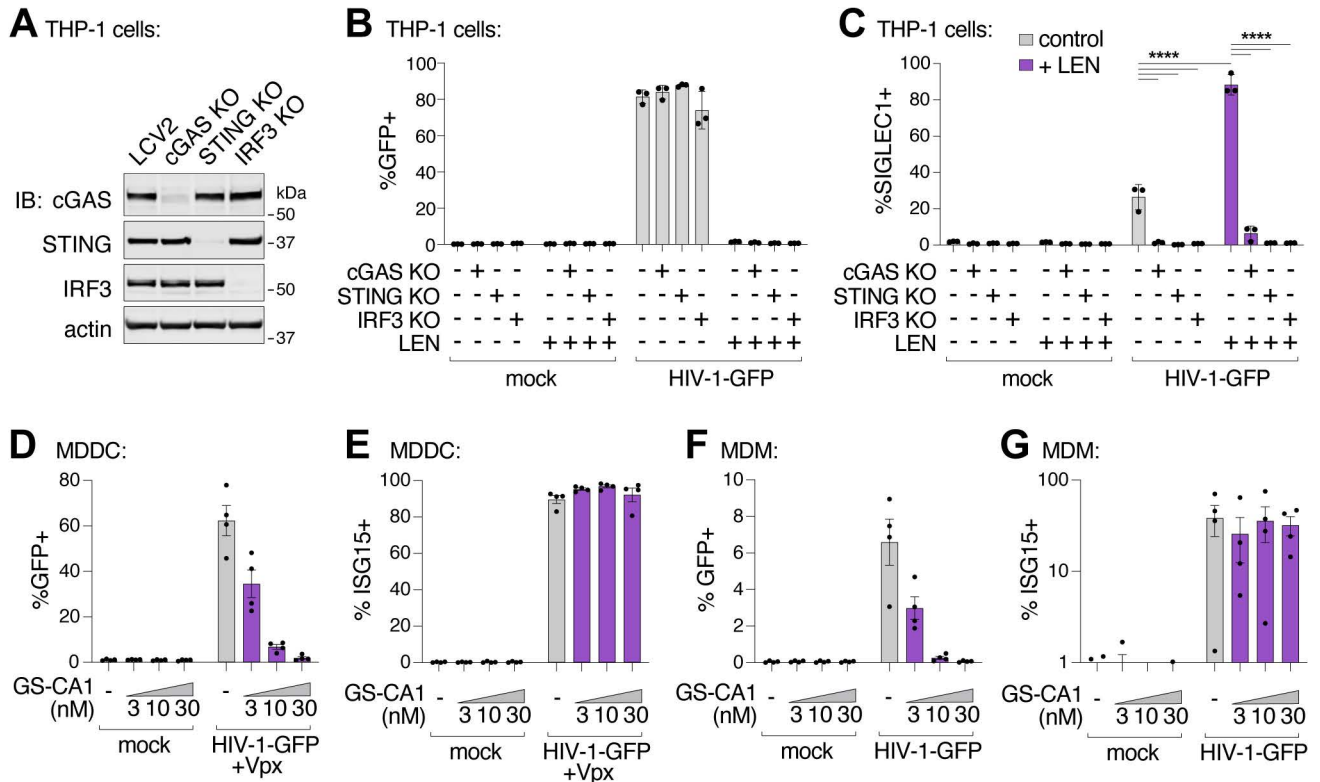 A THP-1 cells:
LCV2
cGAS KO
STING KO
IRF3 KO
IB: cGAS
kDa
-50
STING
-37
IRF3
-50
actin
-37
B THP-1 cells:
%GFP+
100
80
60
40
20
0
cGAS KO - + - - - + - - - + - - - + - -
STING KO - - + - - - + - - - + - - - + -
IRF3 KO - - - + - - - + - - - + - - - +
LEN - - - - + + + + - - - - + + + +
mock HIV-1-GFP
C THP-1 cells:
control
+ LEN
**** ****
%SIGLEC1+
100
80
60
40
20
0
cGAS KO - + - - - + - - - + - - - + - -
STING KO - - + - - - + - - - + - - - + -
IRF3 KO - - - + - - - + - - - + - - - +
LEN - - - - + + + + - - - - + + + +
mock HIV-1-GFP
D MDDC:
%GFP+
80
60
40
20
0
GS-CA1 - -
(nM) 3 10 30 3 10 30
mock HIV-1-GFP
+Vpx
E MDDC:
% ISG15+
100
80
60
40
20
0
GS-CA1 - -
(nM) 3 10 30 3 10 30
mock HIV-1-GFP
+Vpx
F MDM:
% GFP+
10
8
6
4
2
0
GS-CA1 - -
(nM) 3 10 30 3 10 30
mock HIV-1-GFP
G MDM:
% ISG15+
100
10
1
GS-CA1 - -
(nM) 3 10 30 3 10 30
mock HIV-1-GFP